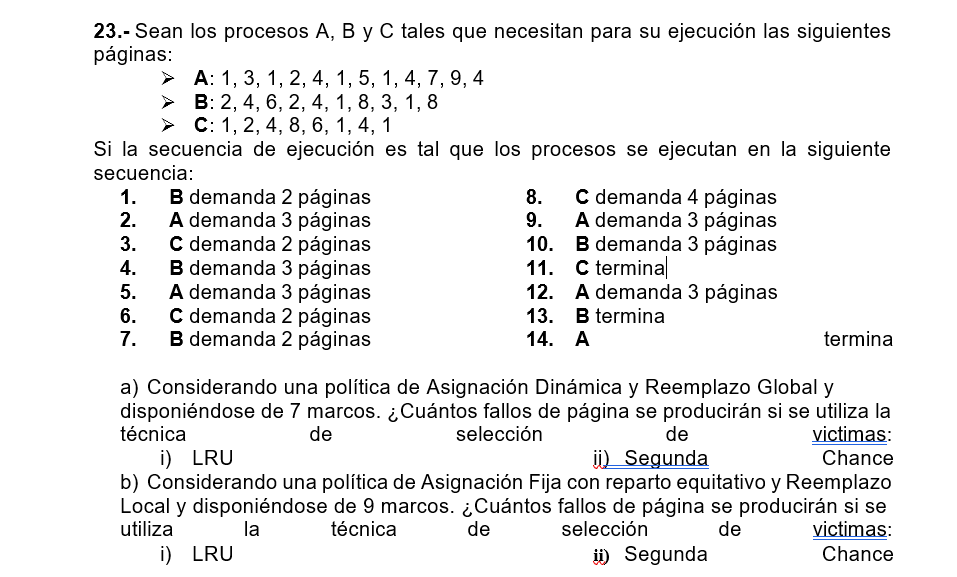 23.- Sean los procesos A, B y C tales que necesitan para su ejecución las siguientes
páginas:
➢ A: 1, 3, 1, 2, 4, 1, 5, 1, 4, 7, 9, 4
➢ B: 2, 4, 6, 2, 4, 1, 8, 3, 1, 8
➢ C: 1, 2, 4, 8, 6, 1, 4, 1
Si la secuencia de ejecución es tal que los procesos se ejecutan en la siguiente
secuencia:
1. B demanda 2 páginas
2. A demanda 3 páginas
3. C demanda 2 páginas
4. B demanda 3 páginas
5. A demanda 3 páginas
6. C demanda 2 páginas
7. B demanda 2 páginas
8. C demanda 4 páginas
9. A demanda 3 páginas
10. B demanda 3 páginas
11. C termina
12. A demanda 3 páginas
13. B termina
14. A termina
a) Considerando una política de Asignación Dinámica y Reemplazo Global y
disponiéndose de 7 marcos. ¿Cuántos fallos de página se producirán si se utiliza la
técnica de selección de victimas:
i) LRU ii) Segunda Chance
b) Considerando una política de Asignación Fija con reparto equitativo y Reemplazo
Local y disponiéndose de 9 marcos. ¿Cuántos fallos de página se producirán si se
utiliza la técnica de selección de victimas:
i) LRU ii) Segunda Chance